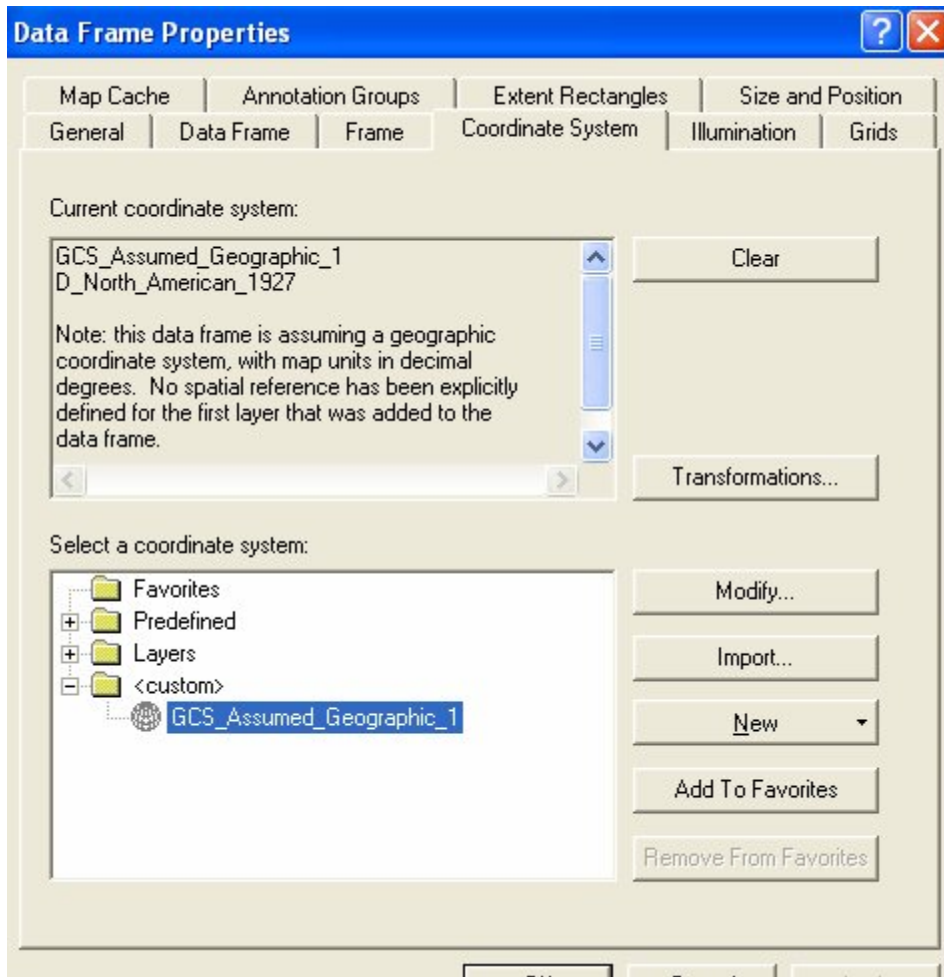 Data Frame Properties
Map Cache Annotation Groups Extent Rectangles Size and Position
General Data Frame Frame Coordinate System Illumination Grids
Current coordinate system:
GCS_Assumed_Geographic_1
D_North_American_1927
Note: this data frame is assuming a geographic
coordinate system, with map units in decimal
degrees. No spatial reference has been explicitly
defined for the first layer that was added to the
data frame.
Clear
Transformations...
Select a coordinate system:
Favorites
Predefined
Layers
<custom>
GCS_Assumed_Geographic_1
Modify...
Import...
New
Add To Favorites
Remove From Favorites